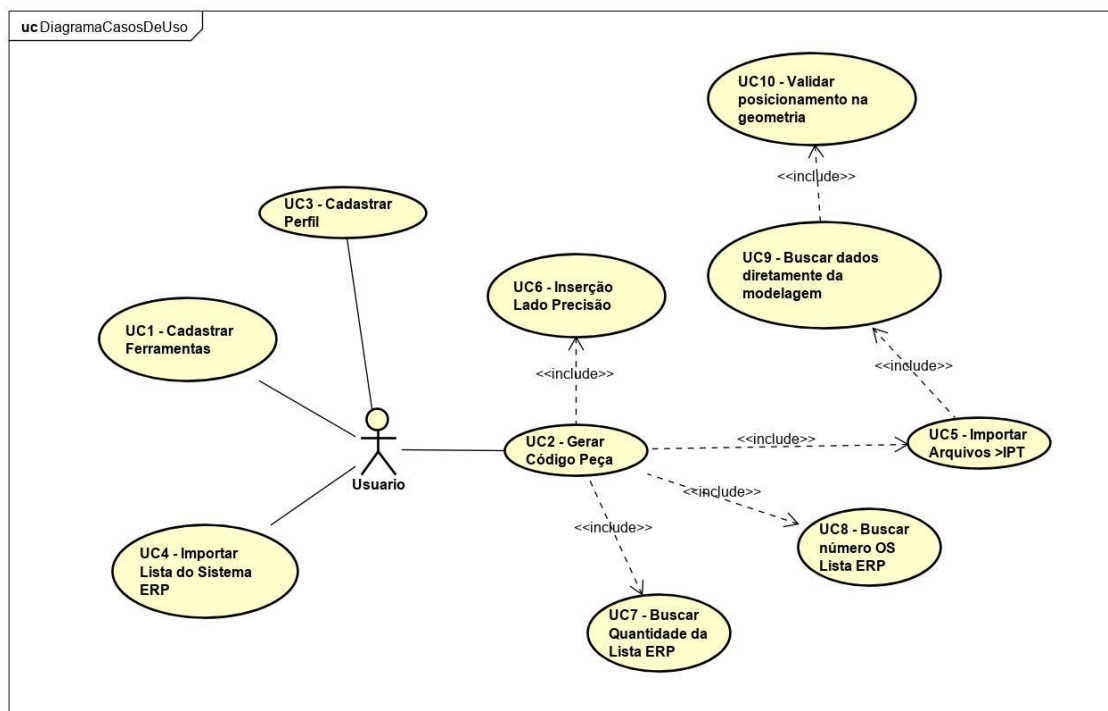 uc DiagramaCasosDeUso
UC10 - Validar
posicionamento na
geometria
<<include>>
UC3 - Cadastrar
Perfil
UC9 - Buscar dados
diretamente da
modelagem
UC6 - Inserção
Lado Precisão
UC1 - Cadastrar
Ferramentas
<<include>>
<<include>>
UC2 - Gerar
Código Peça
<<include>>
UC5 - Importar
Arquivos >IPT
Usuario
<<include>>
<<include>>
UC8 - Buscar
número OS
Lista ERP
UC4 - Importar
Lista do Sistema
ERP
UC7 - Buscar
Quantidade da
Lista ERP